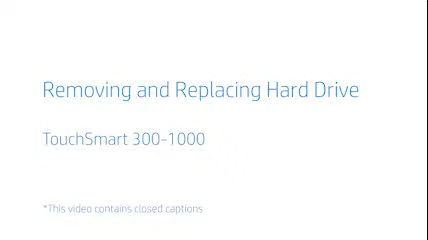 Removing and Replacing Hard Drive
TouchSmart 300-1000
*This video contains closed captions